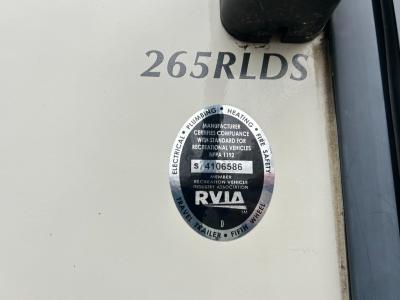 265RLDS
ELECTRICAL • PLUMBING • HEATING • FIRE SAFETY
MANUFACTURER
CERTIFIES COMPLIANCE
WITH STANDARD FOR
RECREATIONAL VEHICLES
NFPA 1192
S/4106586
MEMBER
RECREATION VEHICLE
INDUSTRY ASSOCIATION
RVIA
SM
D
TRAVEL TRAILER • FIFTH WHEEL